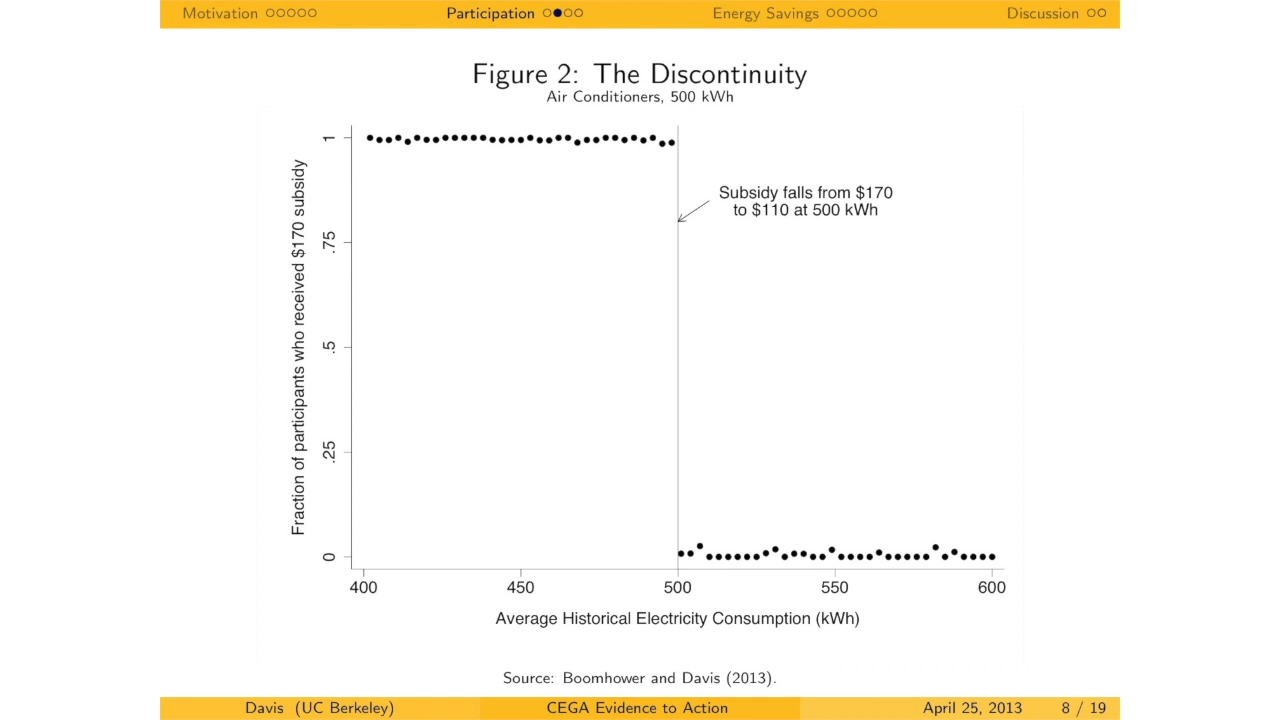 Motivation Participation Energy Savings Discussion
Figure 2: The Discontinuity
Air Conditioners, 500 kWh
Fraction of participants who received $170 subsidy
1
.75
.5
.25
0
Subsidy falls from $170
to $110 at 500 kWh
400 450 500 550 600
Average Historical Electricity Consumption (kWh)
Source: Boomhower and Davis (2013).
Davis (UC Berkeley) CEGA Evidence to Action April 25, 2013 8 / 19